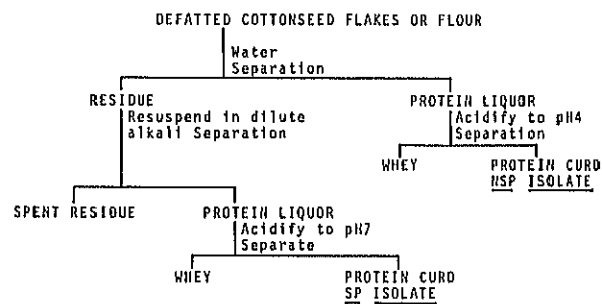 DEFATTED COTTONSEED FLAKES OR FLOUR
Water
Separation
RESIDUE
Resuspend in dilute
alkali Separation
PROTEIN LIQUOR
Acidify to pH4
Separation
WHEY
PROTEIN CURD
NSP ISOLATE
SPENT RESIDUE
PROTEIN LIQUOR
Acidify to pH7
Separate
WHEY
PROTEIN CURD
SP ISOLATE